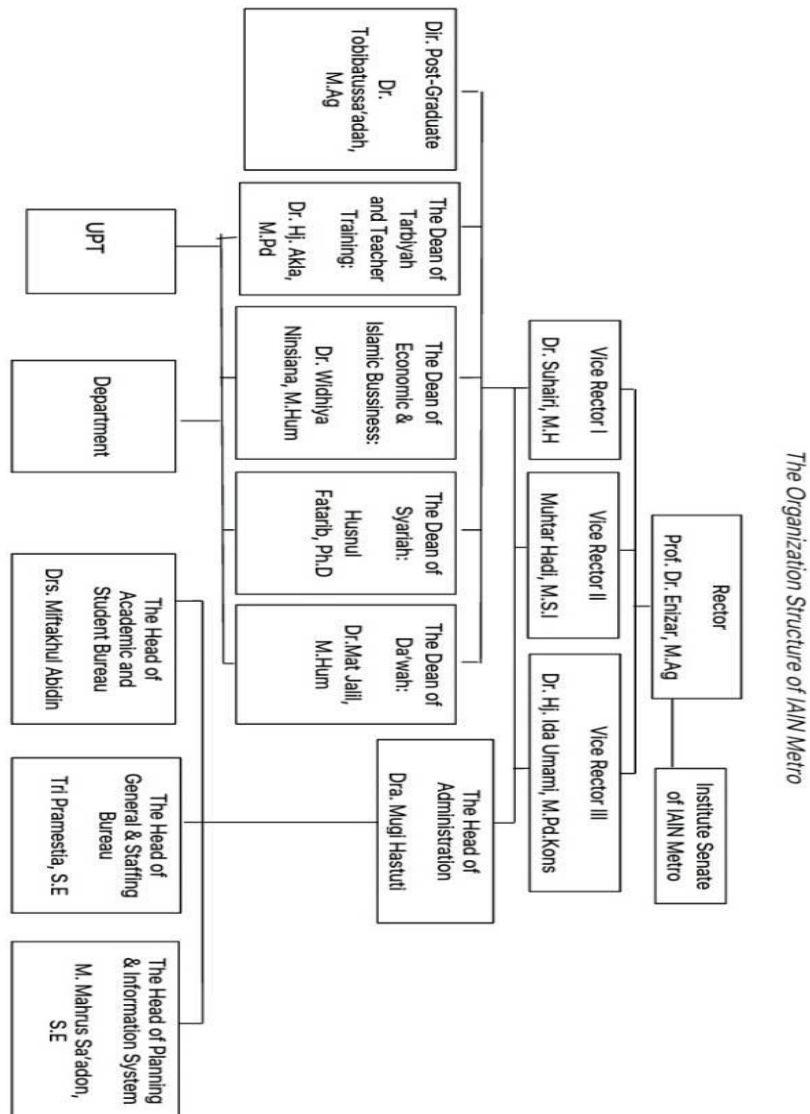 The Organization Structure of IAIN Metro
Rector
Prof. Dr. Enizar, M.Ag
Institute Senate
of IAIN Metro
Vice Rector I
Dr. Suhairi, M.H
Vice Rector II
Muhtar Hadi, M.S.I
Vice Rector III
Dr. Hj. Ida Umami, M.Pd.Kons
The Head of
Administration
Dra. Mugi Hastuti
Dir. Post-Graduate
Dr.
Tobibatussa'adah,
M.Ag
The Dean of
Tarbiyah
and Teacher
Training:
Dr. Hj. Akla,
M.Pd
The Dean of
Economic &
Islamic Bussiness:
Dr. Widhiya
Ninsiana, M.Hum
The Dean of
Syariah:
Husnul
Fatarib, Ph.D
The Dean of
Da'wah:
Dr.Mat Jalil,
M.Hum
UPT
Department
The Head of
Academic and
Student Bureau
Drs. Miftakhul Abidin
The Head of
General & Staffing
Bureau
Tri Pramestia, S.E
The Head of Planning
& Information System
M. Mahrus Sa'adon,
S.E